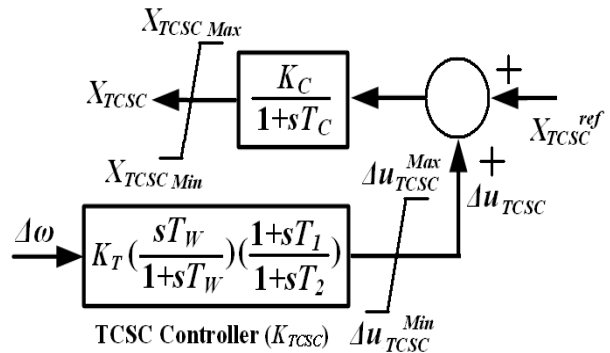 X_TCSC Max
X_TCSC
K_C
1+sT_C
+
X_TCSC^ref
X_TCSC Min
+
Δu_TCSC^Max
Δu_TCSC
Δω
K_T(sT_W/1+sT_W)(1+sT_1/1+sT_2)
Δu_TCSC^Min
TCSC Controller (K_TCSC)